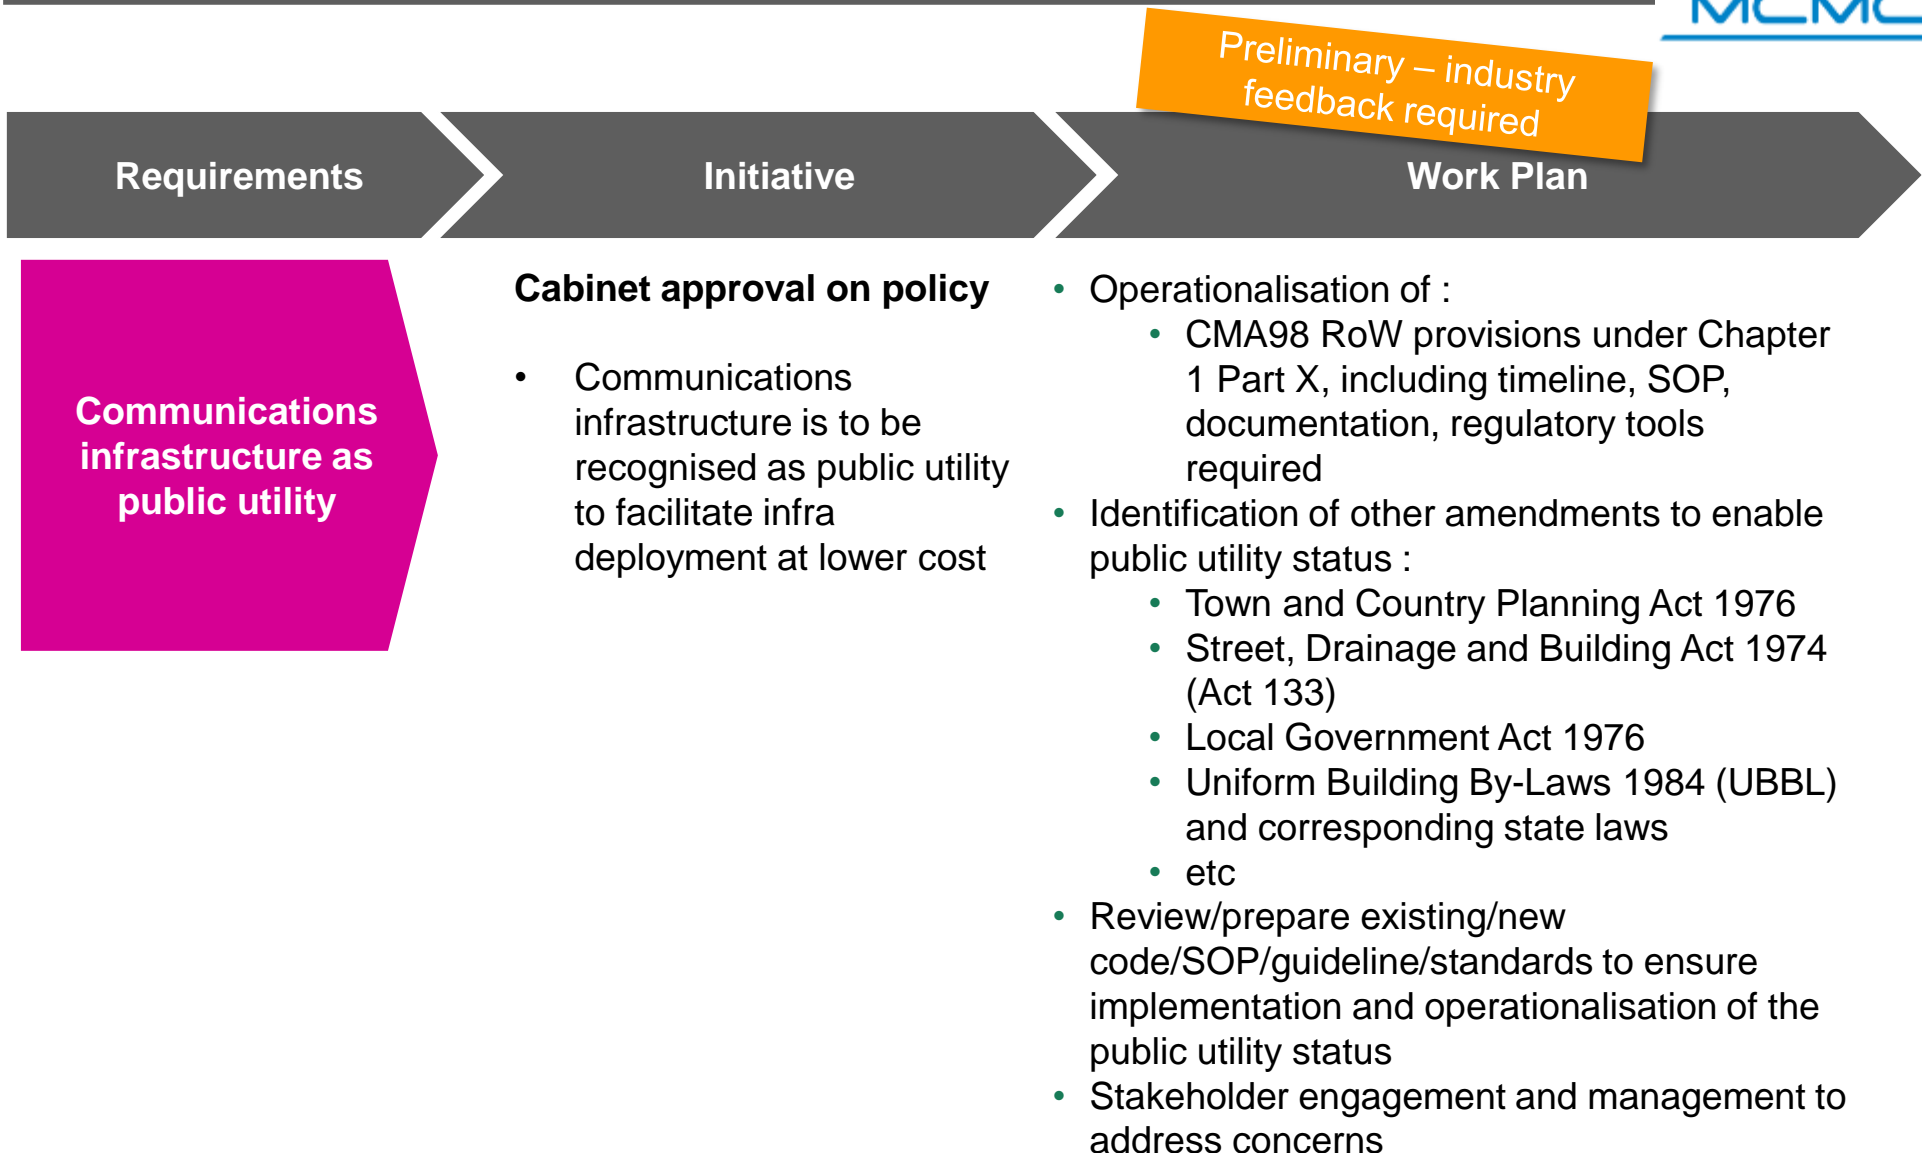 MCMC
Preliminary – industry
feedback required
Requirements
Initiative
Work Plan
Communications
infrastructure as
public utility
Cabinet approval on policy
• Communications
infrastructure is to be
recognised as public utility
to facilitate infra
deployment at lower cost
• Operationalisation of :
• CMA98 RoW provisions under Chapter
1 Part X, including timeline, SOP,
documentation, regulatory tools
required
• Identification of other amendments to enable
public utility status :
• Town and Country Planning Act 1976
• Street, Drainage and Building Act 1974
(Act 133)
• Local Government Act 1976
• Uniform Building By-Laws 1984 (UBBL)
and corresponding state laws
• etc
• Review/prepare existing/new
code/SOP/guideline/standards to ensure
implementation and operationalisation of the
public utility status
• Stakeholder engagement and management to
address concerns